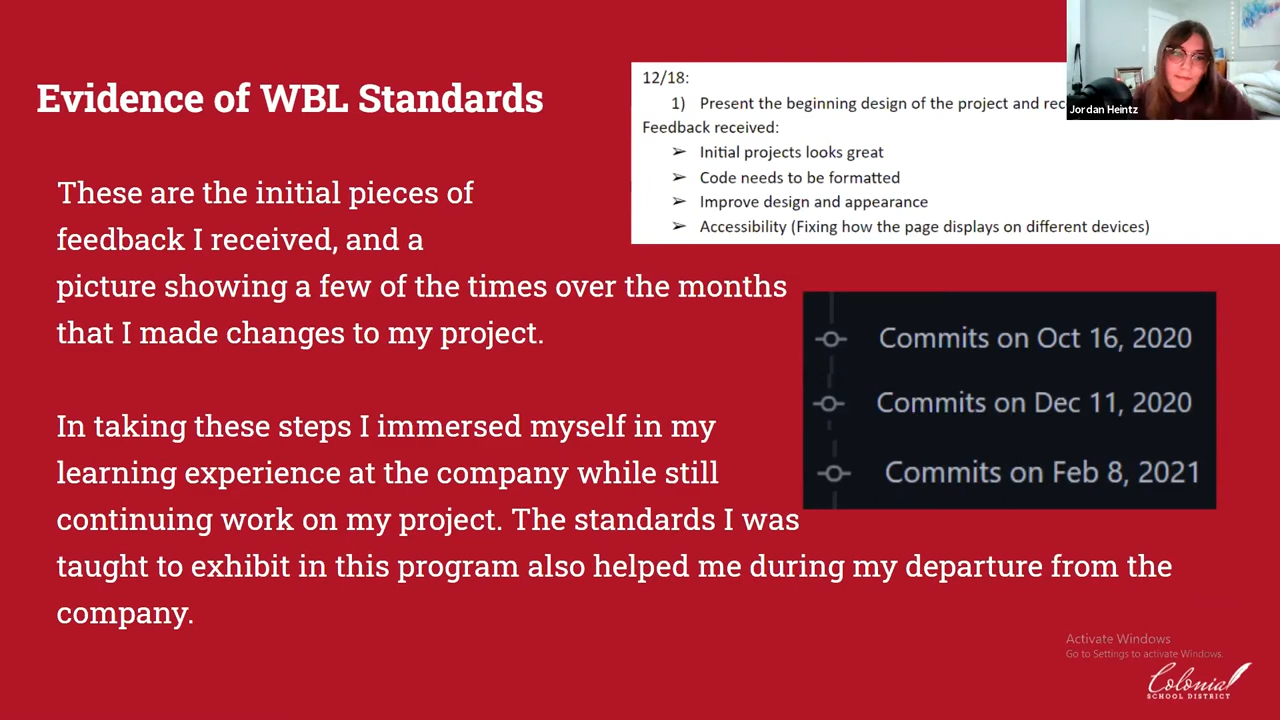 Evidence of WBL Standards
These are the initial pieces of
feedback I received, and a
picture showing a few of the times over the months
that I made changes to my project.
In taking these steps I immersed myself in my
learning experience at the company while still
continuing work on my project. The standards I was
taught to exhibit in this program also helped me during my departure from the
company.
12/18:
1) Present the beginning design of the project and
Feedback received:
➢ Initial projects looks great
➢ Code needs to be formatted
➢ Improve design and appearance
➢ Accessibility (Fixing how the page displays on different devices)
Jordan Heintz
Commits on Oct 16, 2020
Commits on Dec 11, 2020
Commits on Feb 8, 2021
Activate Windows
Go to Settings to activate Windows.
Colonial
SCHOOL DISTRICT